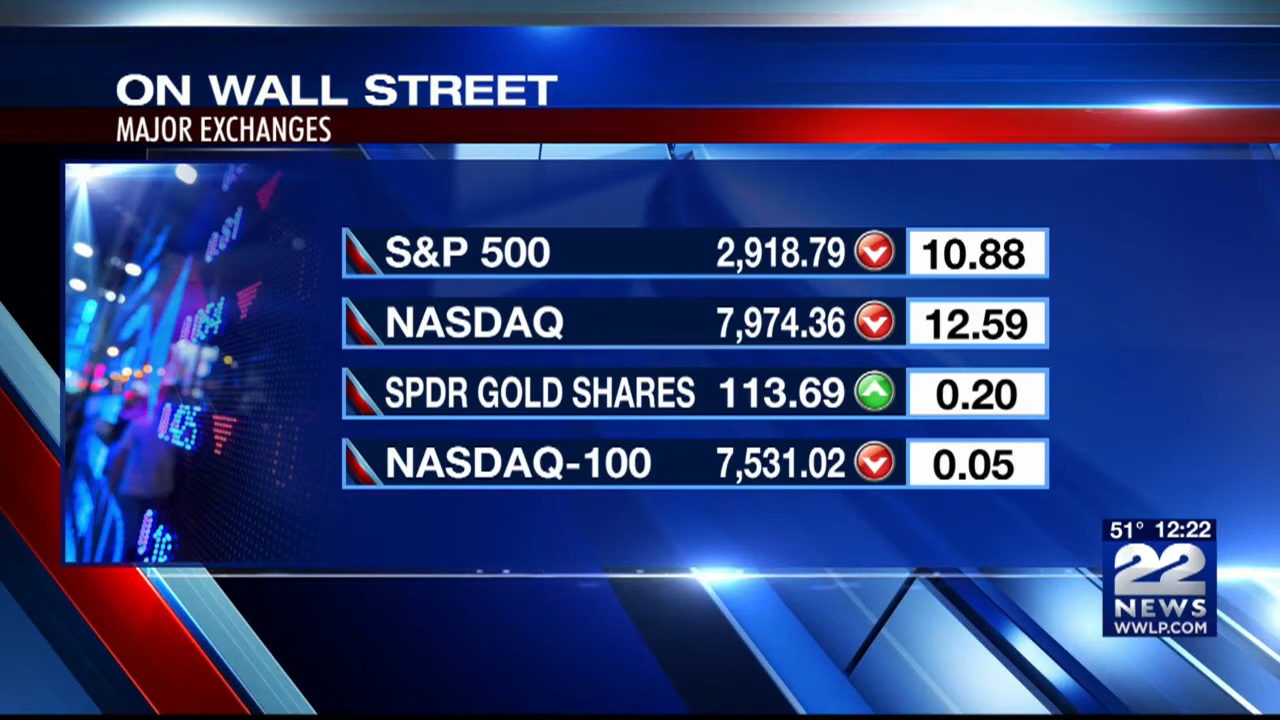 ON WALL STREET
MAJOR EXCHANGES
S&P 500 2,918.79 10.88
NASDAQ 7,974.36 12.59
SPDR GOLD SHARES 113.69 0.20
NASDAQ-100 7,531.02 0.05
51° 12:22
22
NEWS
WWLP.COM